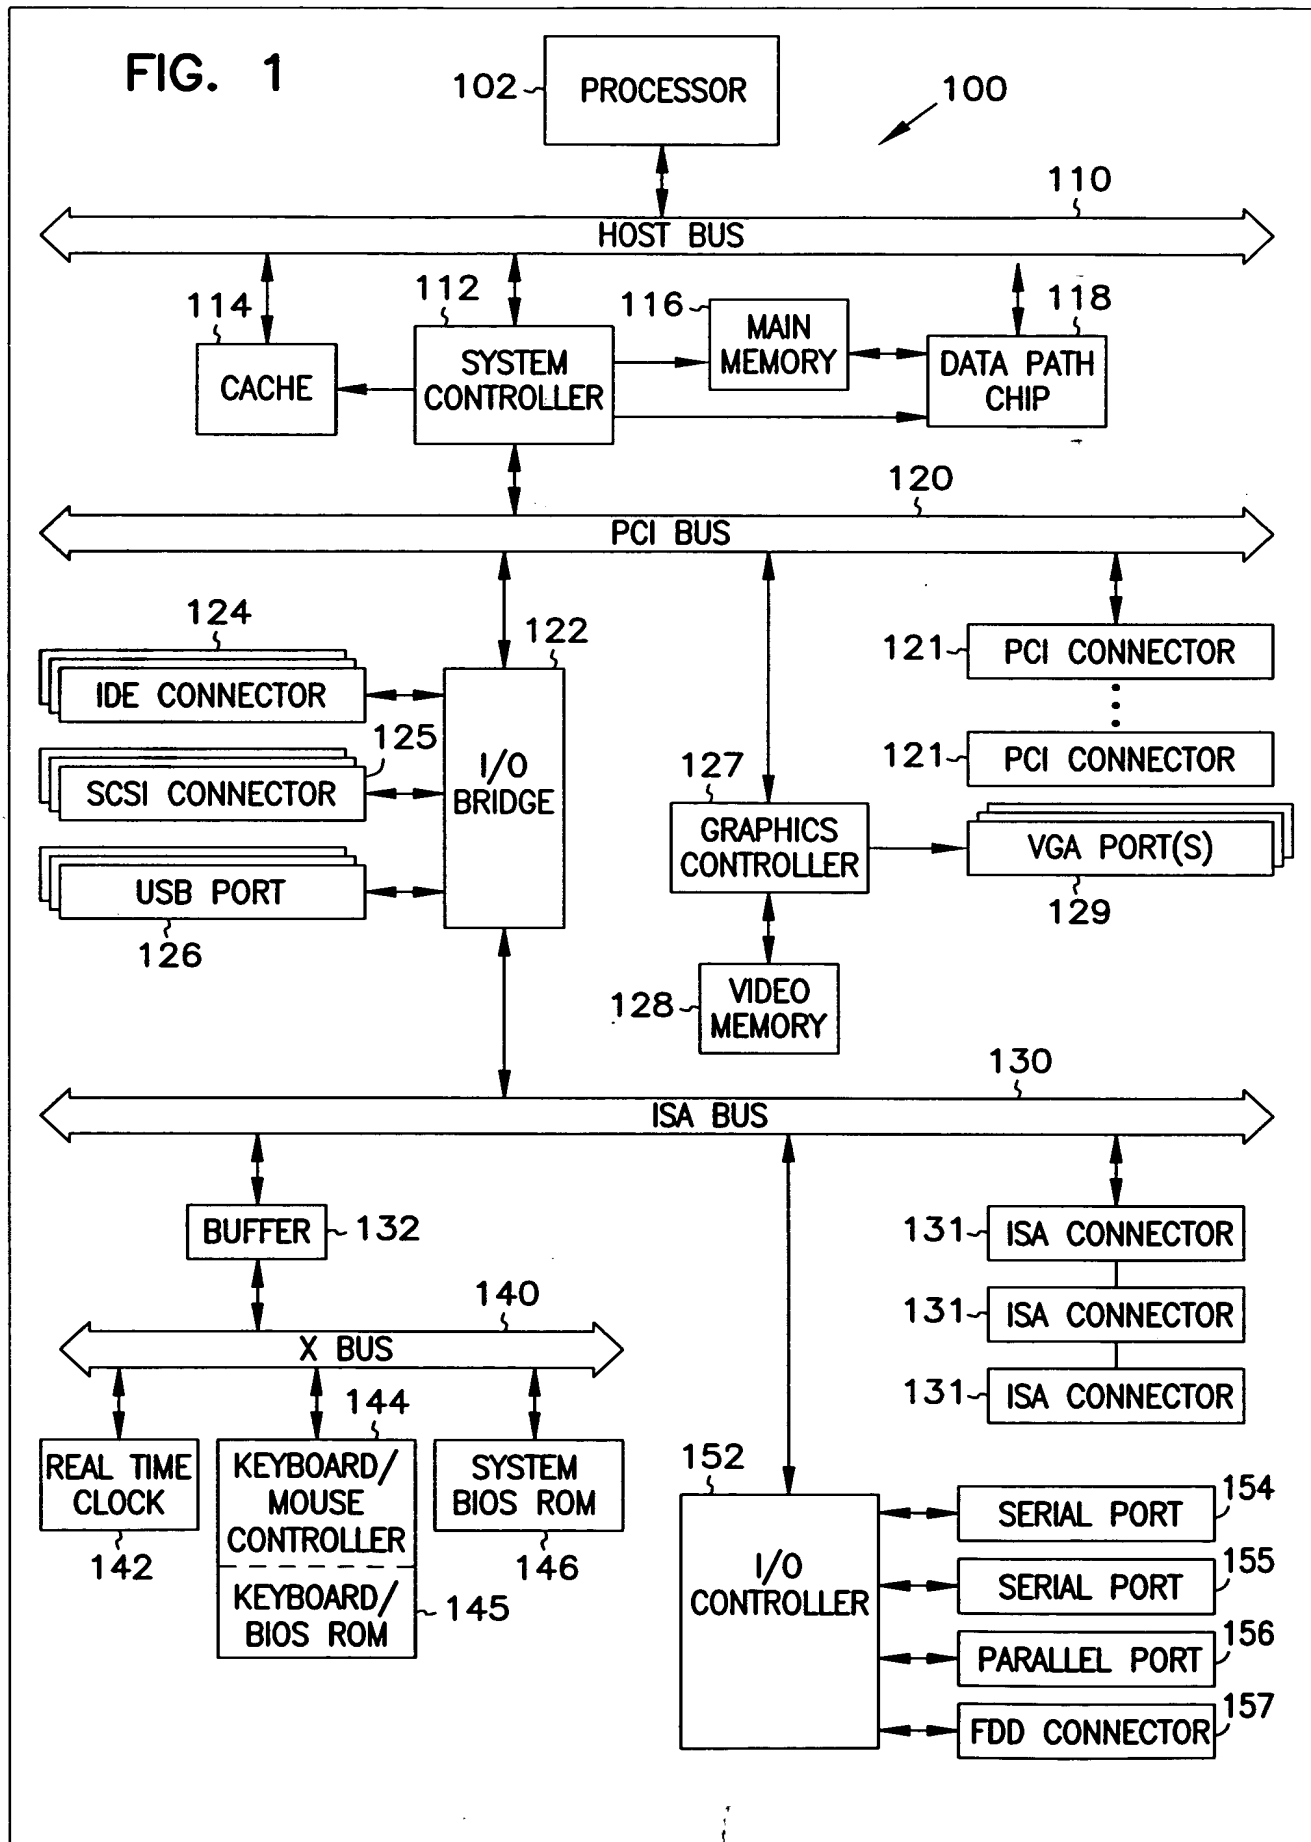 FIG. 1
102
PROCESSOR
100
110
HOST BUS
114
112
116
118
CACHE
SYSTEM
CONTROLLER
MAIN
MEMORY
DATA PATH
CHIP
120
PCI BUS
124
122
IDE CONNECTOR
125
SCSI CONNECTOR
USB PORT
126
I/O
BRIDGE
127
GRAPHICS
CONTROLLER
128
VIDEO
MEMORY
121
PCI CONNECTOR
121
PCI CONNECTOR
VGA PORT(S)
129
130
ISA BUS
BUFFER
132
140
X BUS
REAL TIME
CLOCK
142
144
KEYBOARD/
MOUSE
CONTROLLER
KEYBOARD/
BIOS ROM
145
SYSTEM
BIOS ROM
146
131
ISA CONNECTOR
131
ISA CONNECTOR
131
ISA CONNECTOR
152
I/O
CONTROLLER
SERIAL PORT
154
SERIAL PORT
155
PARALLEL PORT
156
FDD CONNECTOR
157